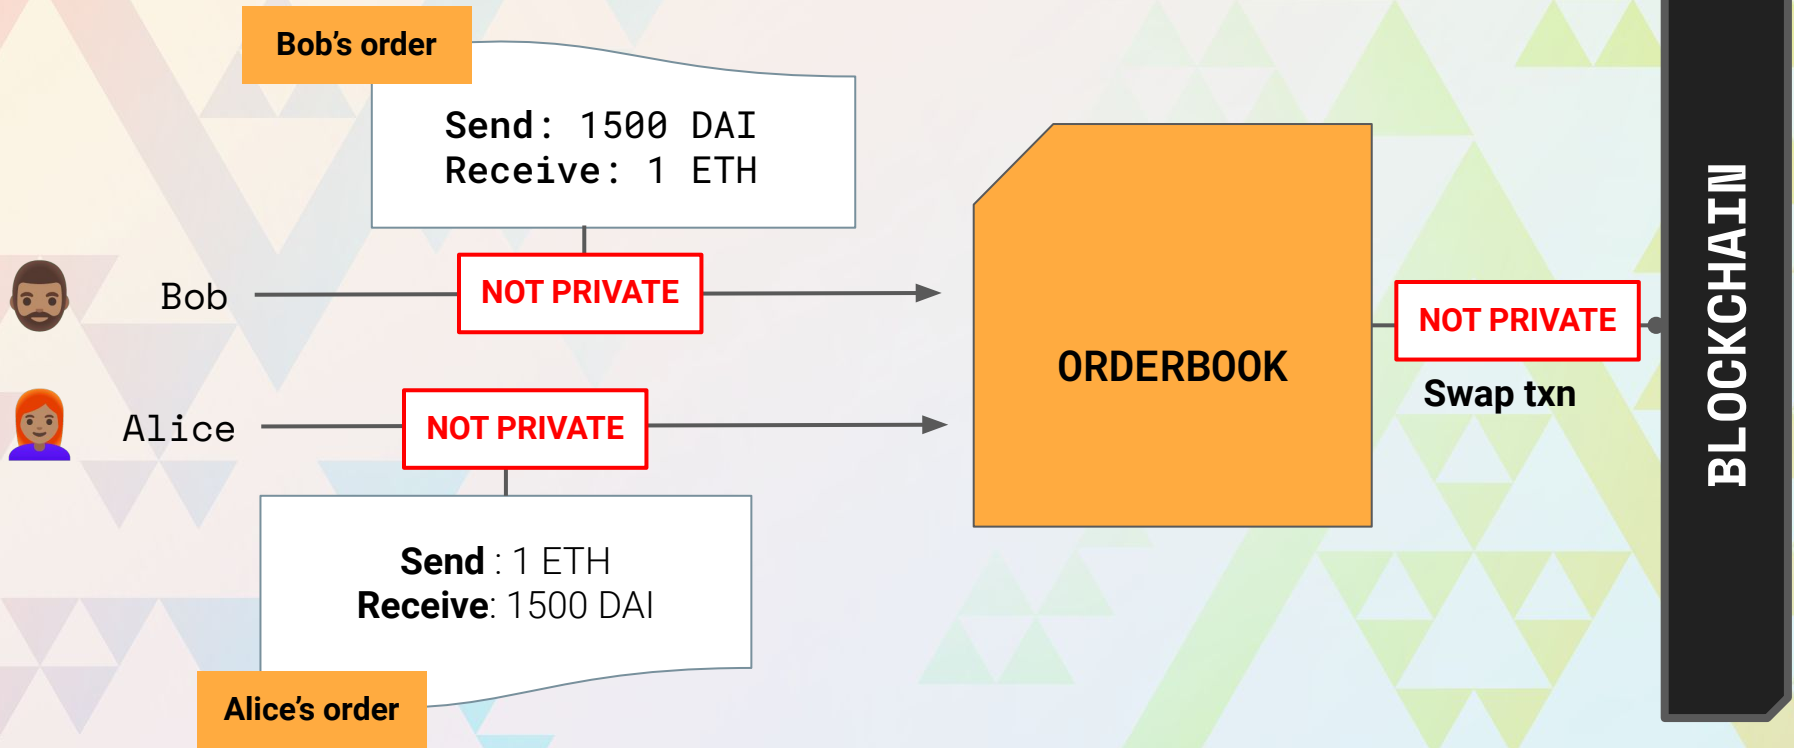 Bob’s order
Send: 1500 DAI
Receive: 1 ETH
NOT PRIVATE
Bob
Alice
NOT PRIVATE
Send : 1 ETH
Receive: 1500 DAI
Alice’s order
ORDERBOOK
NOT PRIVATE
Swap txn
BLOCKCHAIN